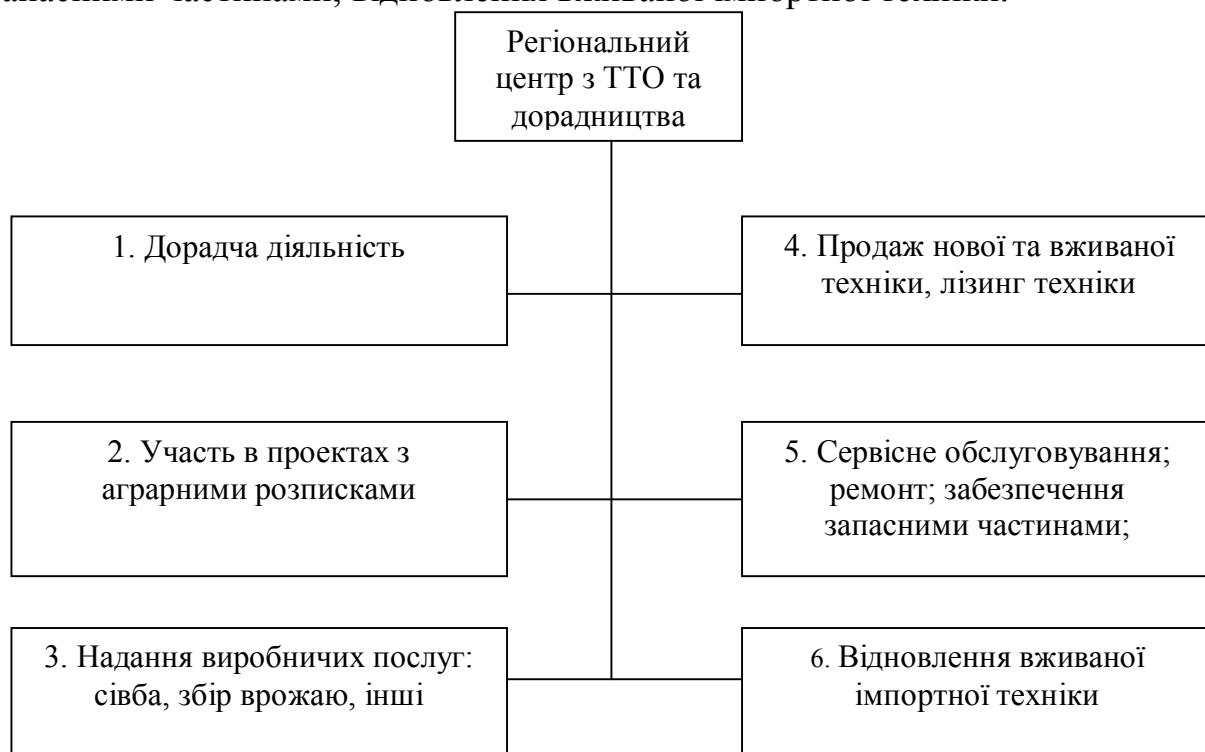 Регіональний
центр з ТТО та
дорадництва
1. Дорадча діяльність
4. Продаж нової та вживаної
техніки, лізинг техніки
2. Участь в проектах з
аграрними розписками
5. Сервісне обслуговування;
ремонт; забезпечення
запасними частинами;
3. Надання виробничих послуг:
сівба, збір врожаю, інші
6. Відновлення вживаної
імпортної техніки